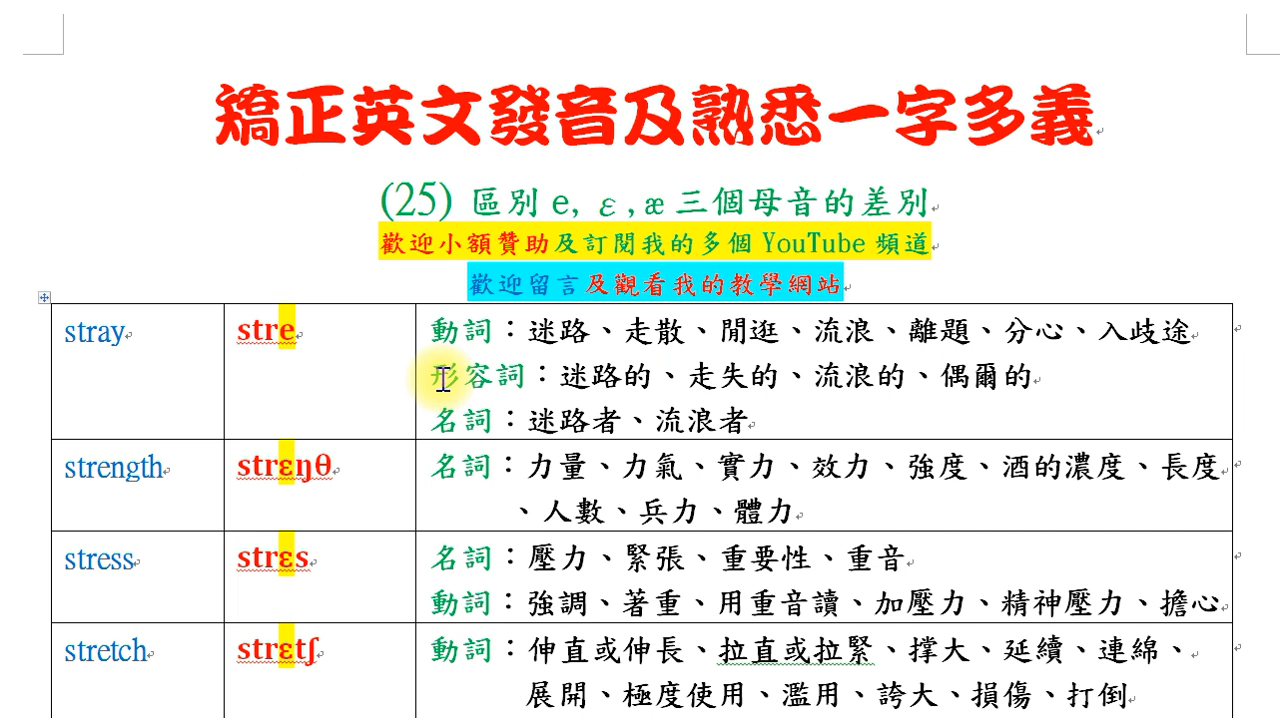 矯正英文發音及熟悉一字多義
(25) 區別 e, ε ,æ 三個母音的差別
歡迎小額贊助及訂閱我的多個 YouTube 頻道
歡迎留言及觀看我的教學網站
stray
stre
動詞：迷路、走散、閒逛、流浪、離題、分心、入歧途
形容詞：迷路的、走失的、流浪的、偶爾的
名詞：迷路者、流浪者
strength
strɛŋθ
名詞：力量、力氣、實力、效力、強度、酒的濃度、長度
、人數、兵力、體力
stress
strɛs
名詞：壓力、緊張、重要性、重音
動詞：強調、著重、用重音讀、加壓力、精神壓力、擔心
stretch
strɛtʃ
動詞：伸直或伸長、拉直或拉緊、撐大、延續、連綿、
展開、極度使用、濫用、誇大、損傷、打倒